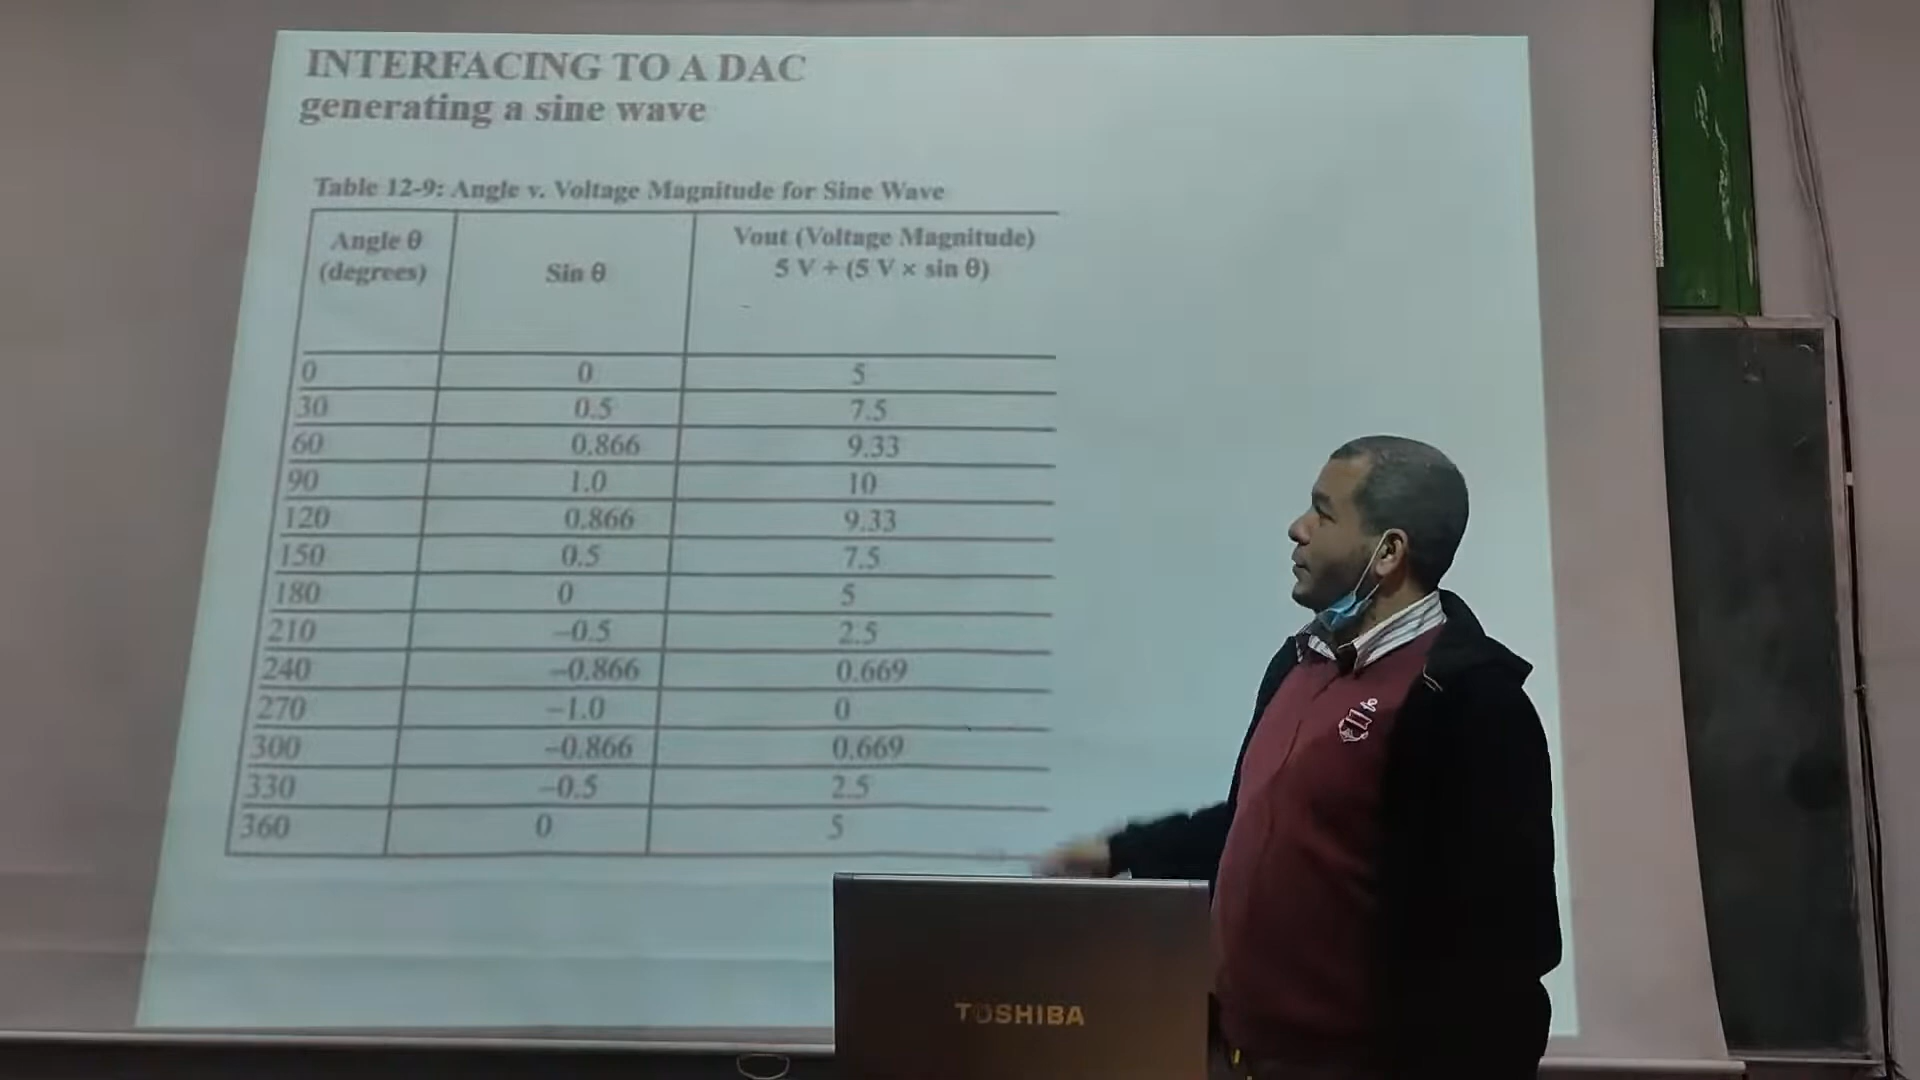 INTERFACING TO A DAC
generating a sine wave
Table 12-9: Angle v. Voltage Magnitude for Sine Wave
Angle θ (degrees) Sin θ Vout (Voltage Magnitude) 5 V + (5 V × sin θ)
0 0 5
30 0.5 7.5
60 0.866 9.33
90 1.0 10
120 0.866 9.33
150 0.5 7.5
180 0 5
210 –0.5 2.5
240 –0.866 0.669
270 –1.0 0
300 –0.866 0.669
330 –0.5 2.5
360 0 5
TOSHIBA